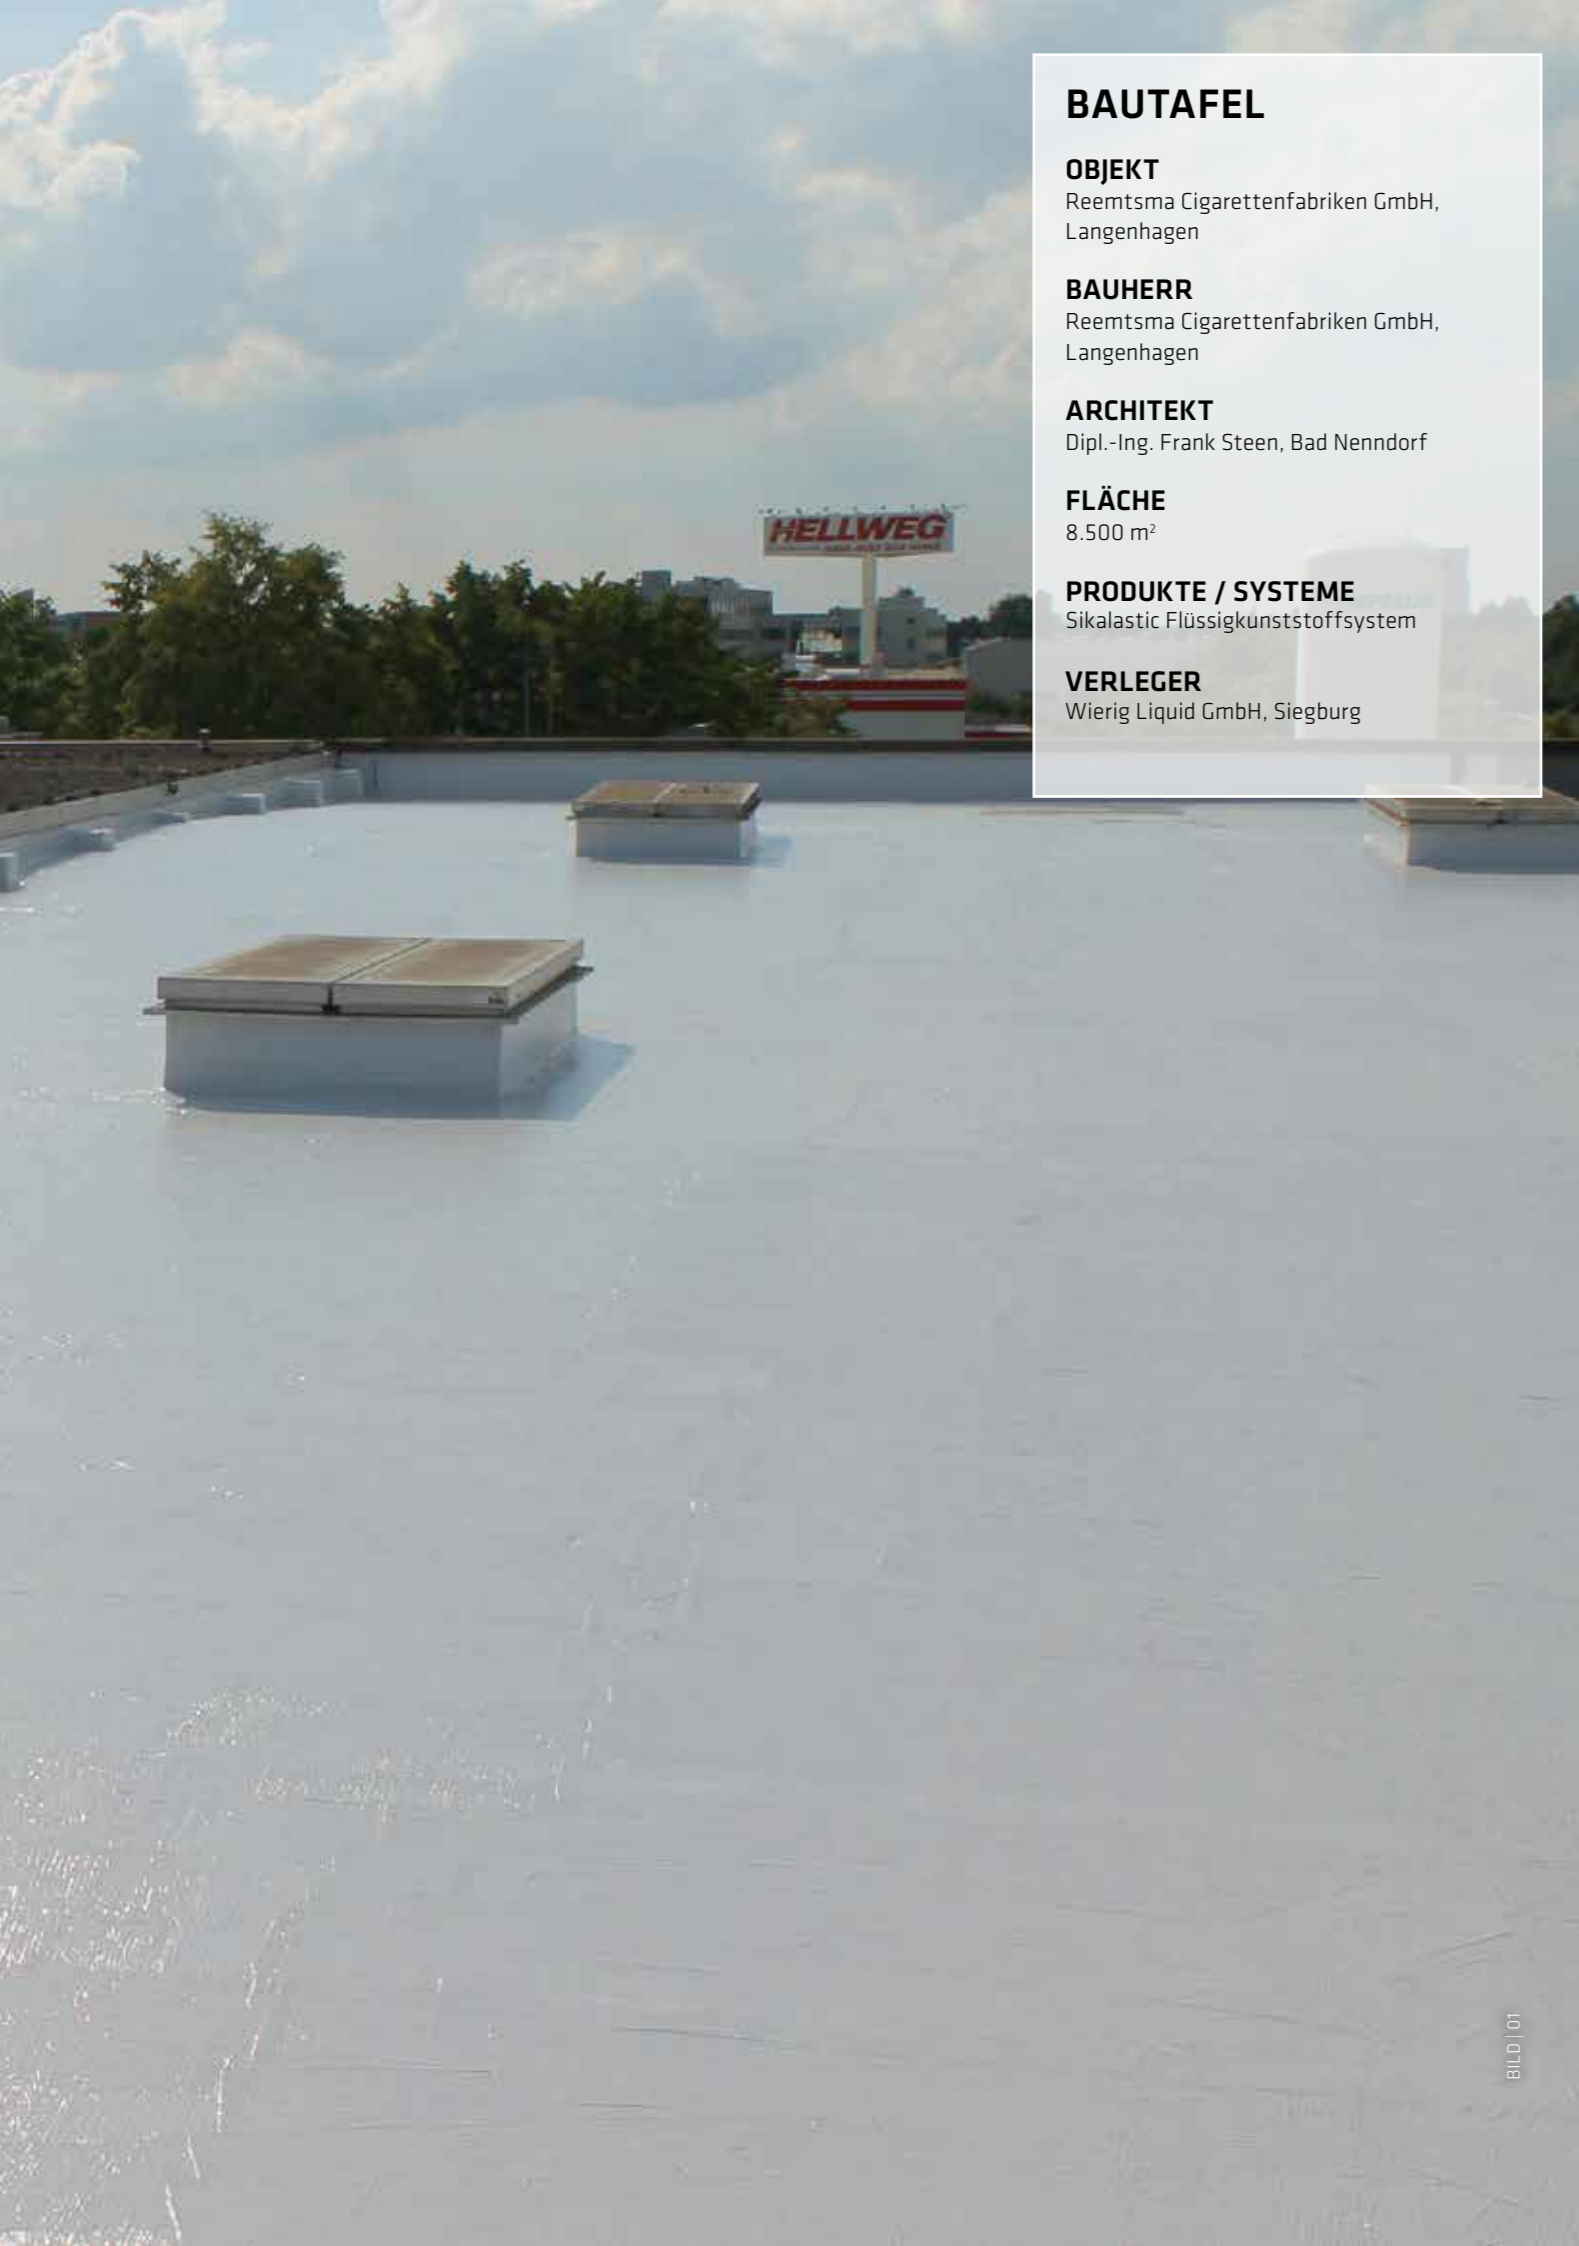 BAUTAFEL
OBJEKT
Reemtsma Cigarettenfabriken GmbH,
Langenhagen
BAUHERR
Reemtsma Cigarettenfabriken GmbH,
Langenhagen
ARCHITEKT
Dipl.-Ing. Frank Steen, Bad Nenndorf
FLÄCHE
8.500 m²
PRODUKTE / SYSTEME
Sikalastic Flüssigkunststoffsystem
VERLEGER
Wierig Liquid GmbH, Siegburg
HELLWEG
BILD | 01